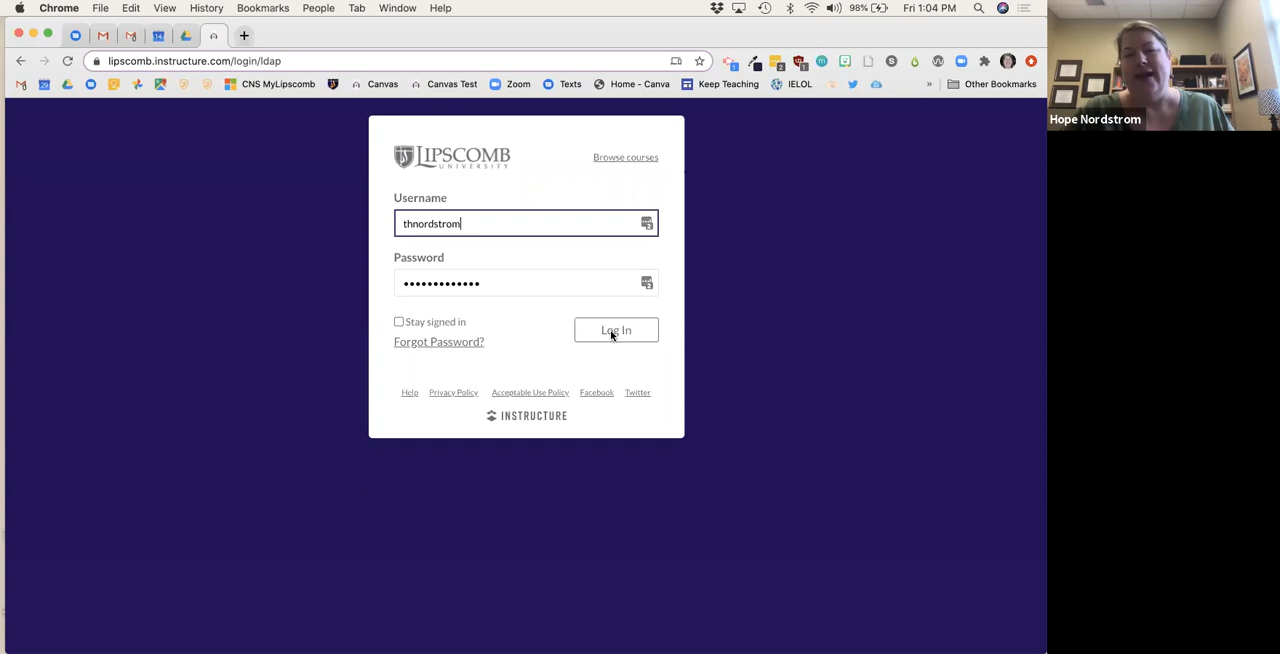 Chrome File Edit View History Bookmarks People Tab Window Help 98% Fri 1:04 PM
lipscomb.instructure.com/login/ldap
CNS MyLipscomb Canvas Canvas Test Zoom Texts Home - Canva Keep Teaching IELOL » Other Bookmarks
Hope Nordstrom
LIPSCOMB
UNIVERSITY
Browse courses
Username
thnordstrom
Password
•••••••••••••
Stay signed in
Log In
Forgot Password?
Help Privacy Policy Acceptable Use Policy Facebook Twitter
INSTRUCTURE